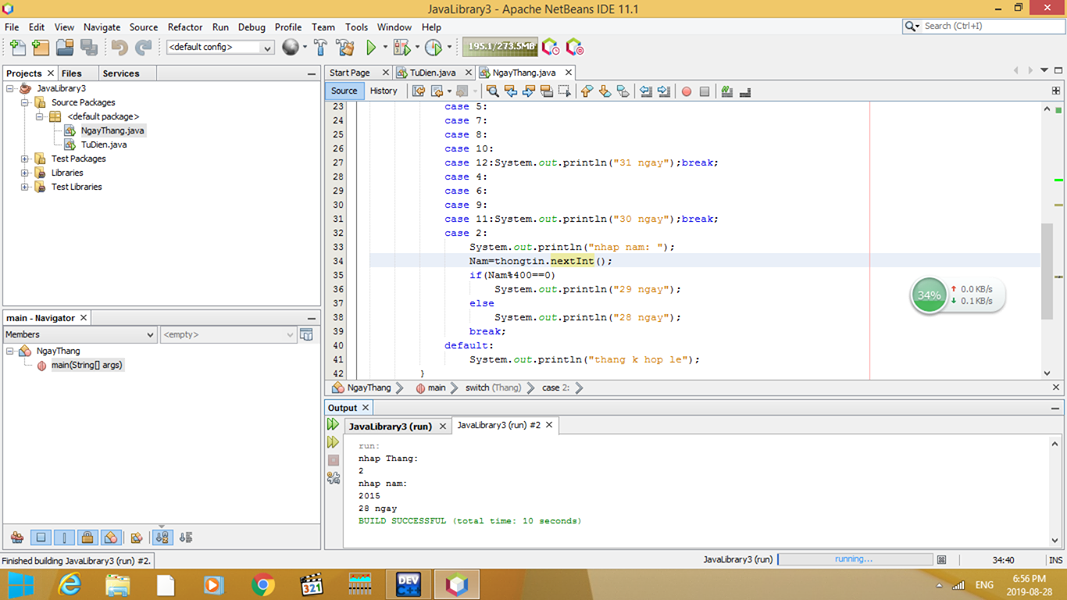 JavaLibrary3 - Apache NetBeans IDE 11.1
File Edit View Navigate Source Refactor Run Debug Profile Team Tools Window Help
Search (Ctrl+I)
<default config>
195.1/273.5MB
Projects Files Services
JavaLibrary3
Source Packages
<default package>
NgayThang.java
TuDien.java
Test Packages
Libraries
Test Libraries
Start Page TuDien.java NgayThang.java
Source History
23 case 5:
24 case 7:
25 case 8:
26 case 10:
27 case 12:System.out.println("31 ngay");break;
28 case 4:
29 case 6:
30 case 9:
31 case 11:System.out.println("30 ngay");break;
32 case 2:
33 System.out.println("nhap nam: ");
34 Nam=thongtin.nextInt();
35 if(Nam%400==0)
36 System.out.println("29 ngay");
37 else
38 System.out.println("28 ngay");
39 break;
40 default:
41 System.out.println("thang k hop le");
42 }
34%
0.0 KB/s
0.1 KB/s
main - Navigator
Members <empty>
NgayThang
main(String[] args)
NgayThang main switch (Thang) case 2:
Output
JavaLibrary3 (run) JavaLibrary3 (run) #2
run:
nhap Thang:
2
nhap nam:
2015
28 ngay
BUILD SUCCESSFUL (total time: 10 seconds)
Finished building JavaLibrary3 (run) #2.
JavaLibrary3 (run) running... 34:40 INS
321
DEV
C++
ENG
6:56 PM
2019-08-28